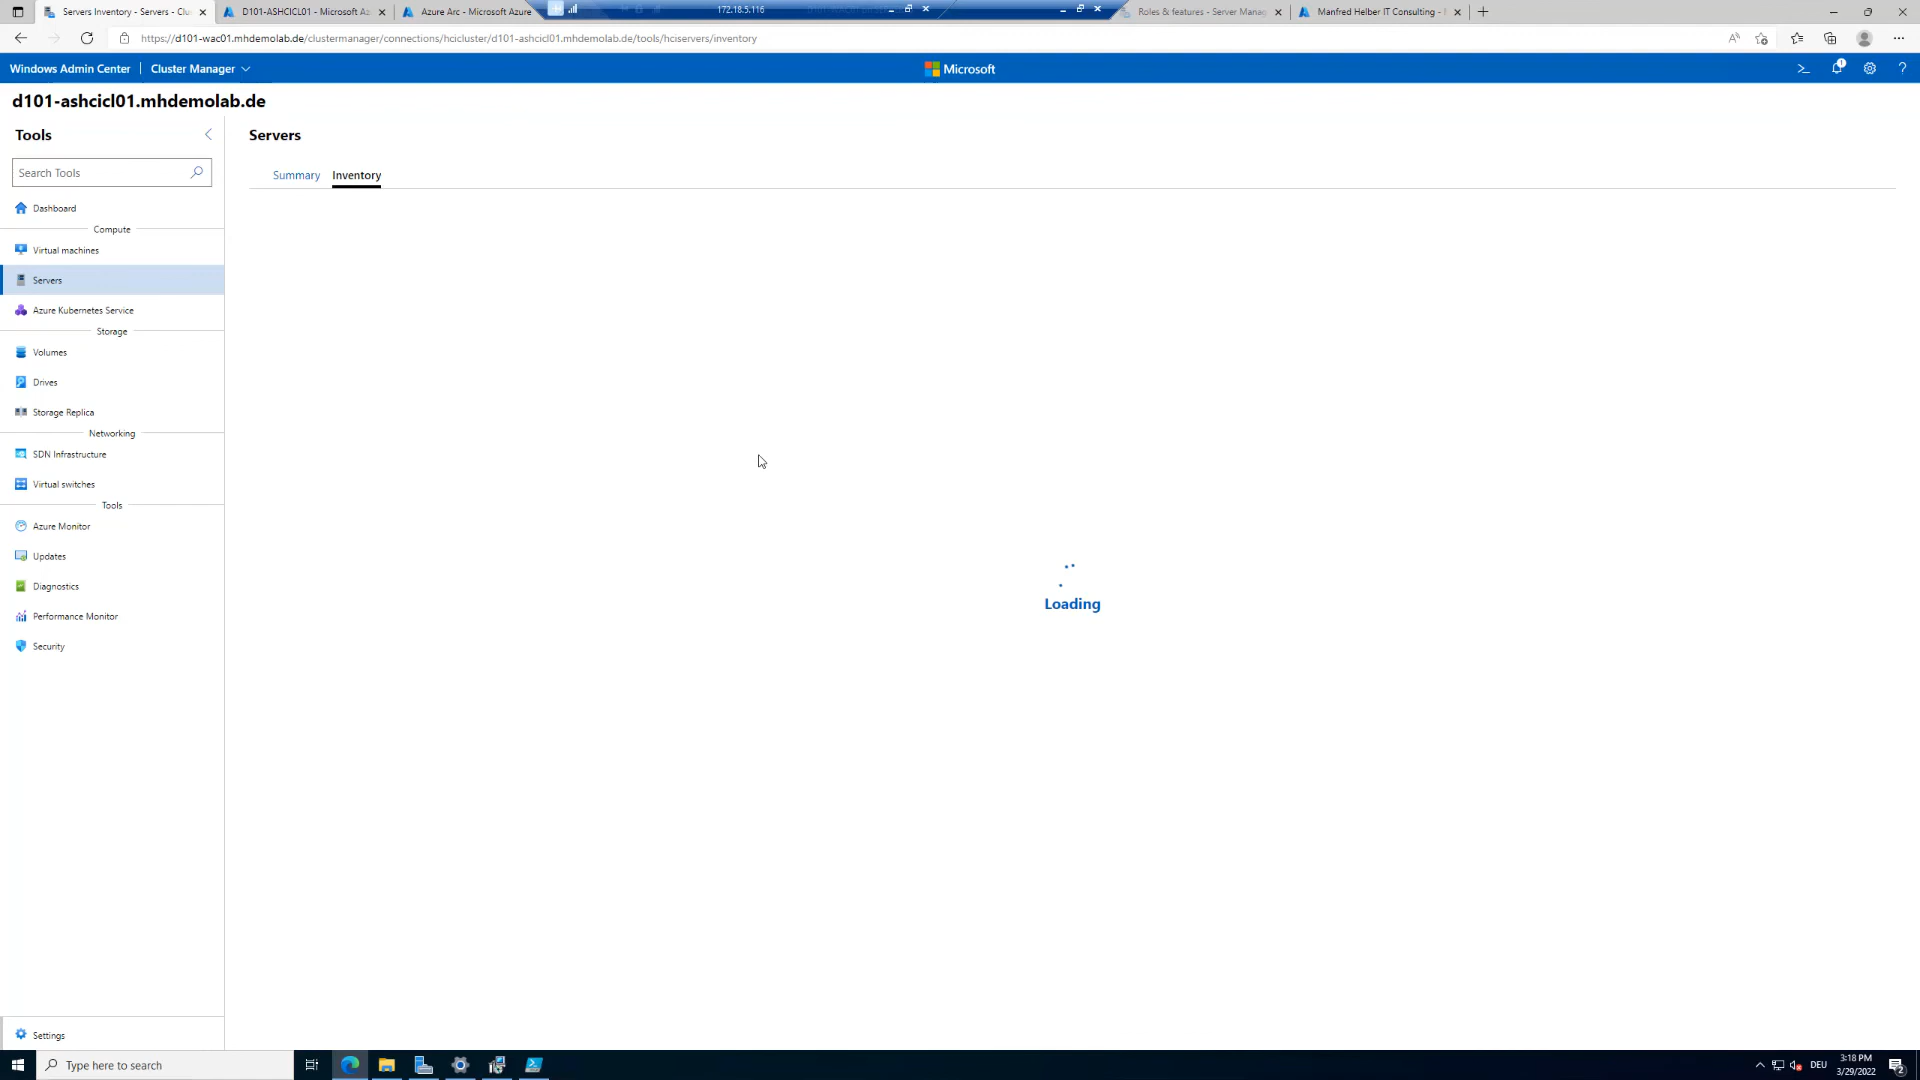 Servers Inventory - Servers - Clu
D101-ASHCICL01 - Microsoft Az
Azure Arc - Microsoft Azure
172.18.5.116
Roles & features - Server Manag
Manfred Helber IT Consulting -
https://d101-wac01.mhdemolab.de/clustermanager/connections/hcicluster/d101-ashcicl01.mhdemolab.de/tools/hciservers/inventory
Windows Admin Center
Cluster Manager
Microsoft
d101-ashcicl01.mhdemolab.de
Tools
Servers
Search Tools
Summary
Inventory
Dashboard
Compute
Virtual machines
Servers
Azure Kubernetes Service
Storage
Volumes
Drives
Storage Replica
Networking
SDN Infrastructure
Virtual switches
Tools
Azure Monitor
Updates
Diagnostics
Performance Monitor
Security
Loading
Settings
Type here to search
DEU
3:18 PM
3/29/2022
2